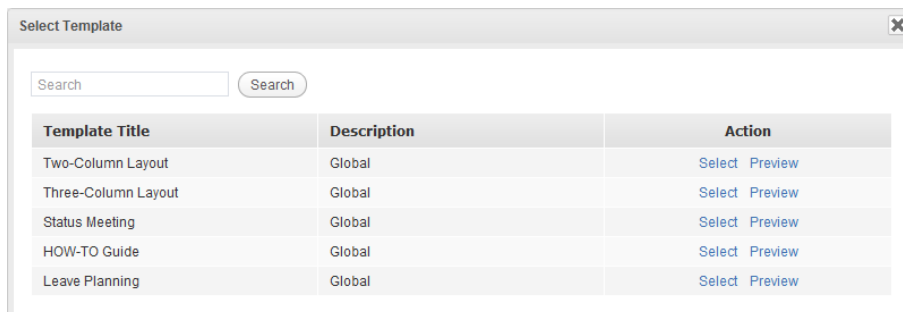 Select Template
Search Search
Template Title Description Action
Two-Column Layout Global Select Preview
Three-Column Layout Global Select Preview
Status Meeting Global Select Preview
HOW-TO Guide Global Select Preview
Leave Planning Global Select Preview